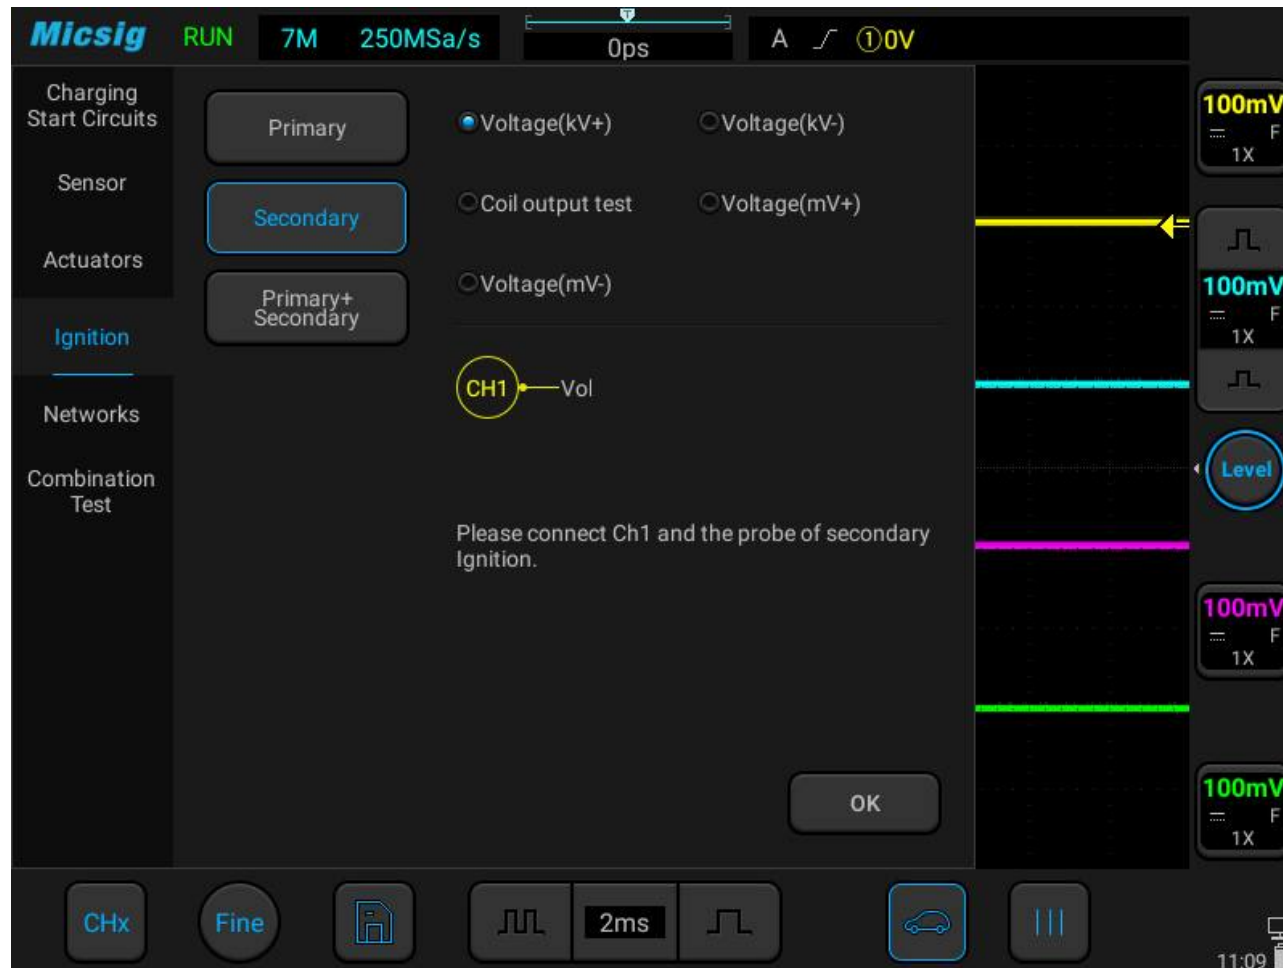 Micsig RUN 7M 250MSa/s T 0ps A ①0V
Charging
Start Circuits
Sensor
Actuators
Ignition
Networks
Combination
Test
Primary
Secondary
Primary+
Secondary
Voltage(kV+) Voltage(kV-)
Coil output test Voltage(mV+)
Voltage(mV-)
CH1 Vol
Please connect Ch1 and the probe of secondary
Ignition.
OK
100mV
F
1X
100mV
F
1X
Level
100mV
F
1X
100mV
F
1X
CHx Fine 2ms
11:09